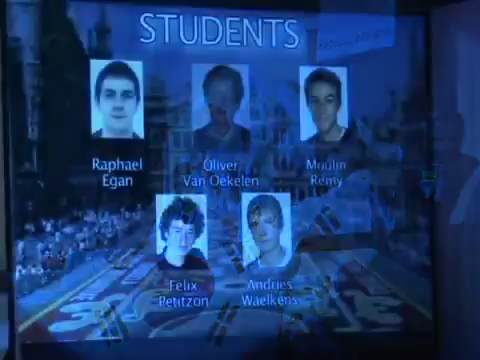 STUDENTS
Raphael
Egan
Oliver
Van Oekelen
Moulin
Remy
Felix
Petitzon
Andries
Waelkens